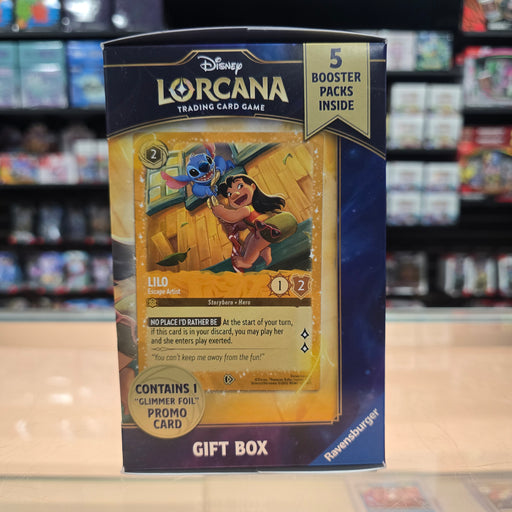 Disney
LORCANA
TRADING CARD GAME
5
BOOSTER
PACKS
INSIDE
2
LILO
Escape Artist
1
2
Storyborn • Hero
NO PLACE I'D RATHER BE At the start of your turn,
if this card is in your discard, you may play her
and she enters play exerted.
"You can't keep me away from the fun!"
CONTAINS 1
"GLIMMER FOIL"
PROMO
CARD
GIFT BOX
Ravensburger